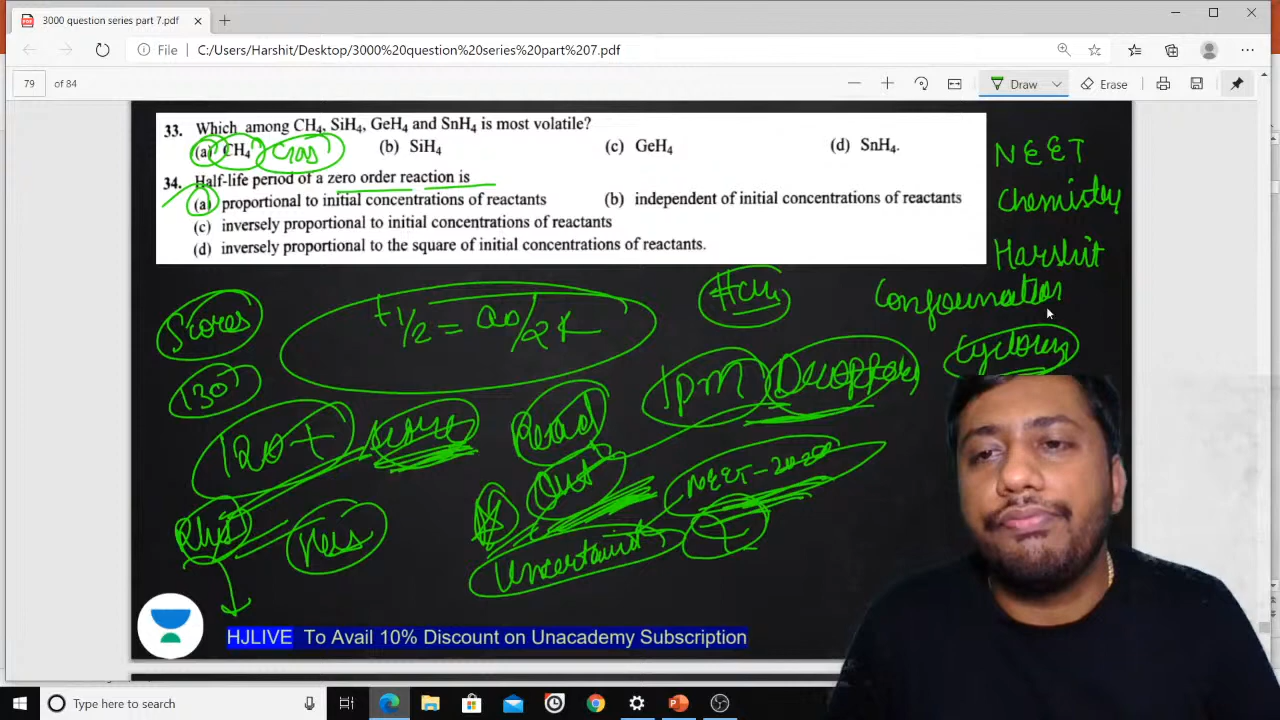 3000 question series part 7.pdf
File C:/Users/Harshit/Desktop/3000%20question%20series%20part%207.pdf
79 of 84 Draw Erase
33. Which among CH4, SiH4, GeH4 and SnH4 is most volatile?
(a) CH4 Gas (b) SiH4 (c) GeH4 (d) SnH4.
34. Half-life period of a zero order reaction is
(a) proportional to initial concentrations of reactants (b) independent of initial concentrations of reactants
(c) inversely proportional to initial concentrations of reactants
(d) inversely proportional to the square of initial concentrations of reactants.
NEET
Chemistry
Harshit
Scores
t1/2 = a0/2K
130
1pm
120+
Read
Out
NEET-2020
Uncertainity
HJLIVE To Avail 10% Discount on Unacademy Subscription
Type here to search